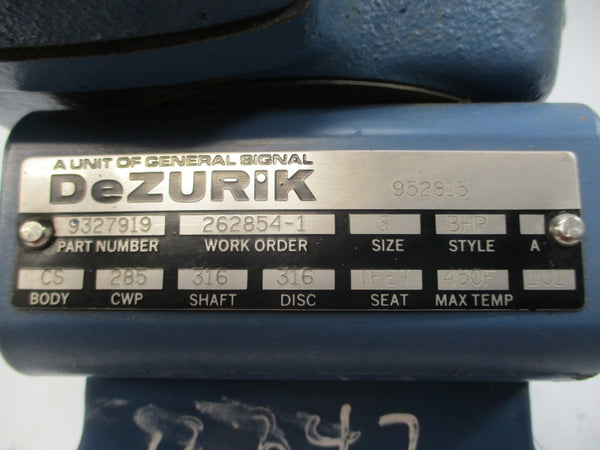 A UNIT OF GENERAL SIGNAL
DeZURIK 952815
9327919 262854-1 3 BHP
PART NUMBER WORK ORDER SIZE STYLE A
CS 285 316 316 450F
BODY CWP SHAFT DISC SEAT MAX TEMP